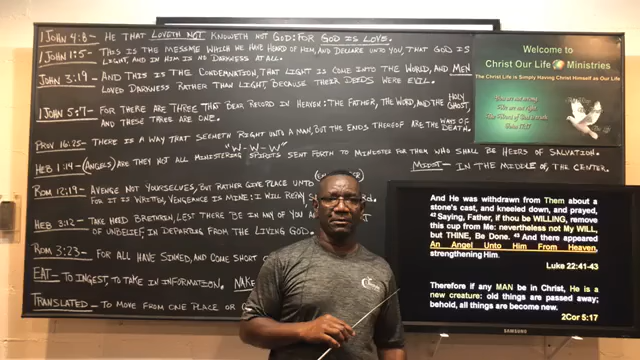 1 John 4:8 - He that loveth not knoweth not God: for God is love.
1 John 1:5 - This is the message which we have heard of Him, and declare unto you, that God is
light, and in Him is no darkness at all.
John 3:19 - And this is the condemnation, that light is come into the world, and men
loved darkness rather than light, because their deeds were evil.
1 John 5:7 - For there are three that bear record in heaven: the Father, the Word, and the Holy
Ghost, and these three are one.
Prov 16:25 - There is a way that seemeth right unto a man, but the ends thereof are the ways of
death.
"W-W-W"
Heb 1:14 - (Angels) Are they not all ministering spirits sent forth to minister for them who shall be heirs of salvation.
Midst - In the middle or the center.
Rom 12:19 - Avenge not yourselves, but rather give place unto
for it is written, vengeance is mine; I will repay
Heb 3:12 - Take heed brethren, lest there be in any of you an
of unbelief in departing from the living God.
Rom 3:23 - For all have sinned, and come short
Eat - To ingest, to take in information.
Translated - To move from one place or
Welcome to
Christ Our Life Ministries
The Christ Life is Simply Having Christ Himself as Our Life
And He was withdrawn from Them about a
stone's cast, and kneeled down, and prayed,
42 Saying, Father, if thou be WILLING, remove
this cup from Me: nevertheless not My WILL,
but THINE, Be Done. 43 And there appeared
An Angel Unto Him From Heaven,
strengthening Him.
Luke 22:41-43
Therefore if any MAN be in Christ, He is a
new creature: old things are passed away;
behold, all things are become new.
2Cor 5:17
SAMSUNG